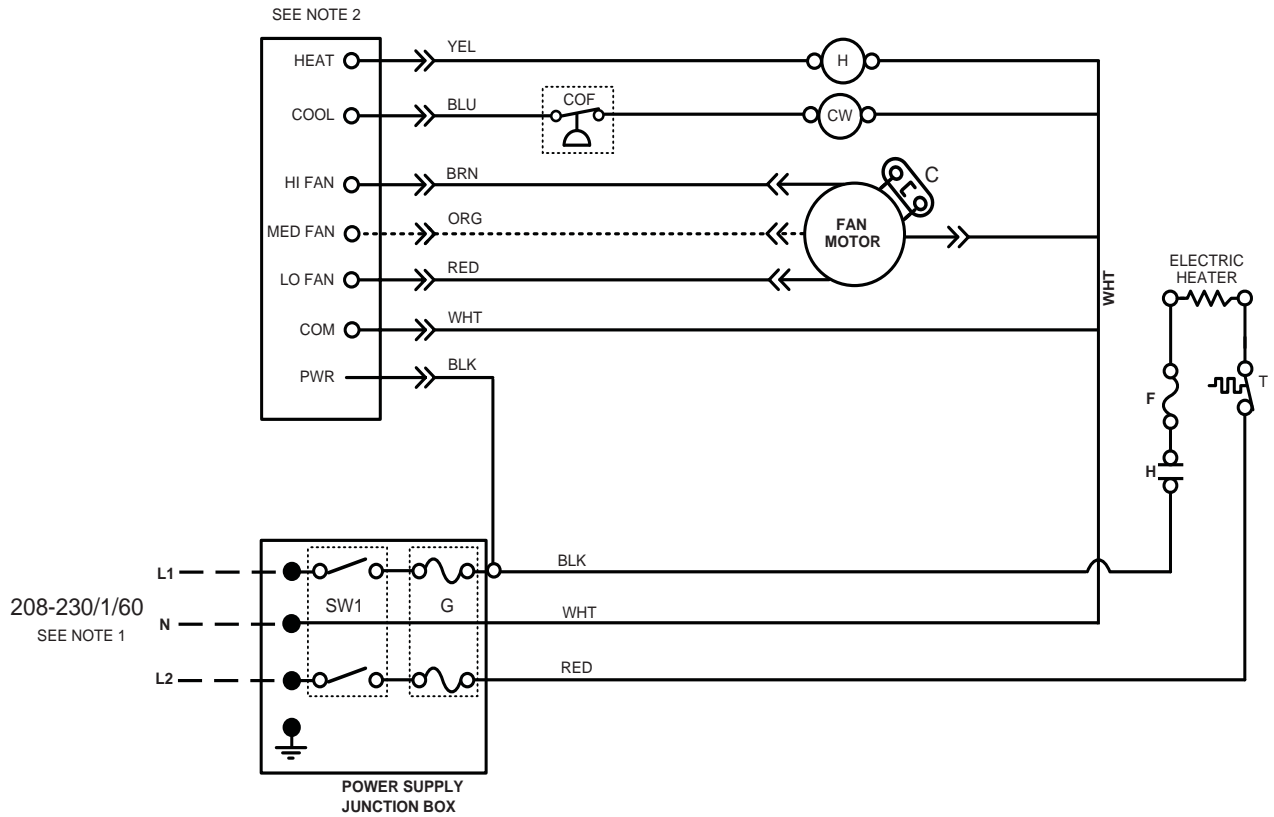 SEE NOTE 2
HEAT
YEL
H
COOL
BLU
COF
CW
HI FAN
BRN
C
MED FAN
ORG
FAN
MOTOR
LO FAN
RED
ELECTRIC
HEATER
WHT
COM
WHT
PWR
BLK
F
T
H
L1
BLK
208-230/1/60
SEE NOTE 1
N
SW1
G
WHT
L2
RED
POWER SUPPLY
JUNCTION BOX